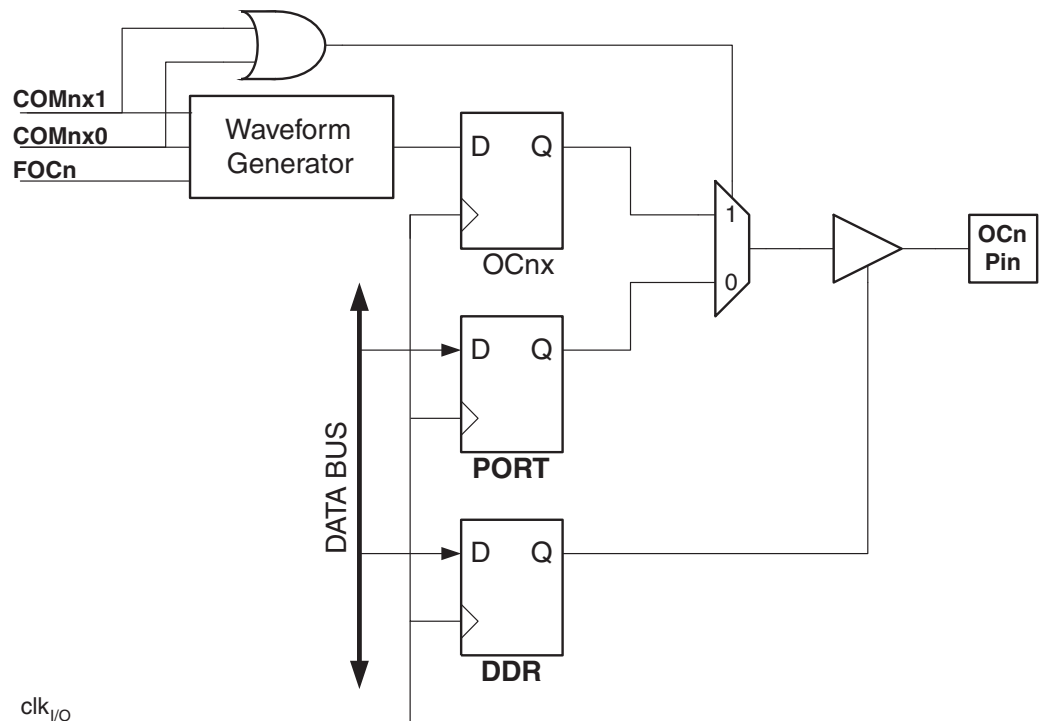 COMnx1
COMnx0
FOCn
Waveform
Generator
D Q
OCnx
1
0
OCn
Pin
D Q
PORT
DATA BUS
D Q
DDR
clkI/O